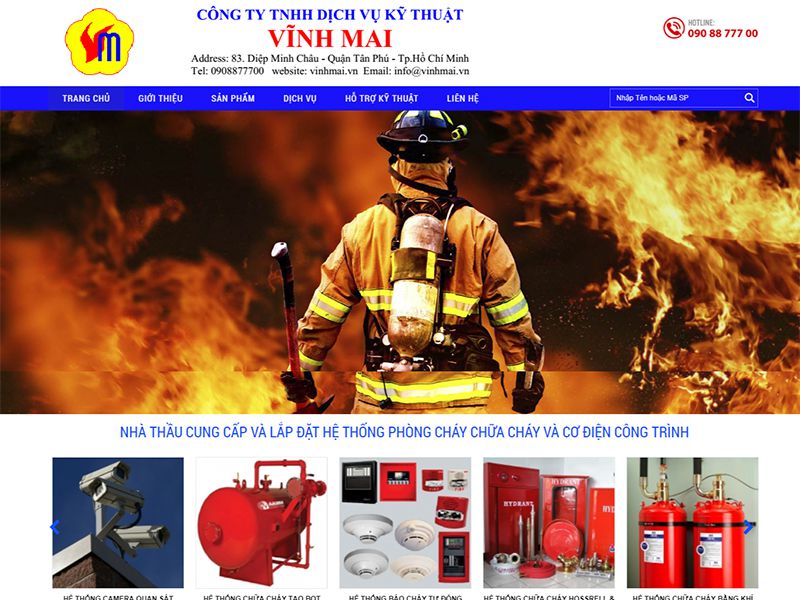 CÔNG TY TNHH DỊCH VỤ KỸ THUẬT
VĨNH MAI
Address: 83. Diệp Minh Châu - Quận Tân Phú - Tp.Hồ Chí Minh
Tel: 0908877700 website: vinhmai.vn Email: info@vinhmai.vn
m
HOTLINE:
090 88 777 00
TRANG CHỦ GIỚI THIỆU SẢN PHẨM DỊCH VỤ HỖ TRỢ KỸ THUẬT LIÊN HỆ
Nhập Tên hoặc Mã SP
NHÀ THẦU CUNG CẤP VÀ LẮP ĐẶT HỆ THỐNG PHÒNG CHÁY CHỮA CHÁY VÀ CƠ ĐIỆN CÔNG TRÌNH
FIRE
HYDRANT
HYDRANT
HỆ THỐNG CAMERA QUAN SÁT
HỆ THỐNG CHỮA CHÁY TẠO BỌT
HỆ THỐNG BÁO CHÁY TỰ ĐỘNG
HỆ THỐNG CHỮA CHÁY HOSSREEL &
HỆ THỐNG CHỮA CHÁY BẰNG KHÍ